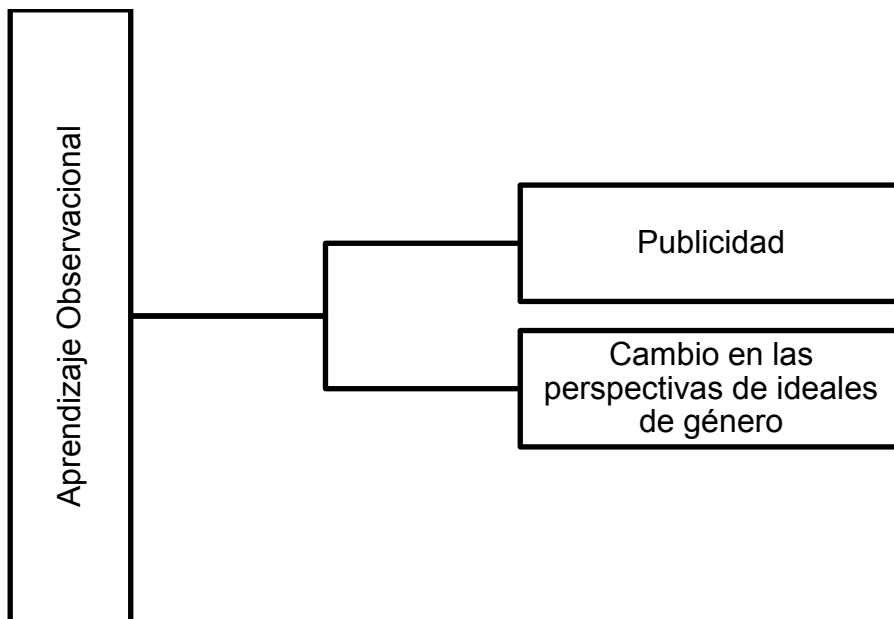 Aprendizaje Observacional
Publicidad
Cambio en las
perspectivas de ideales
de género